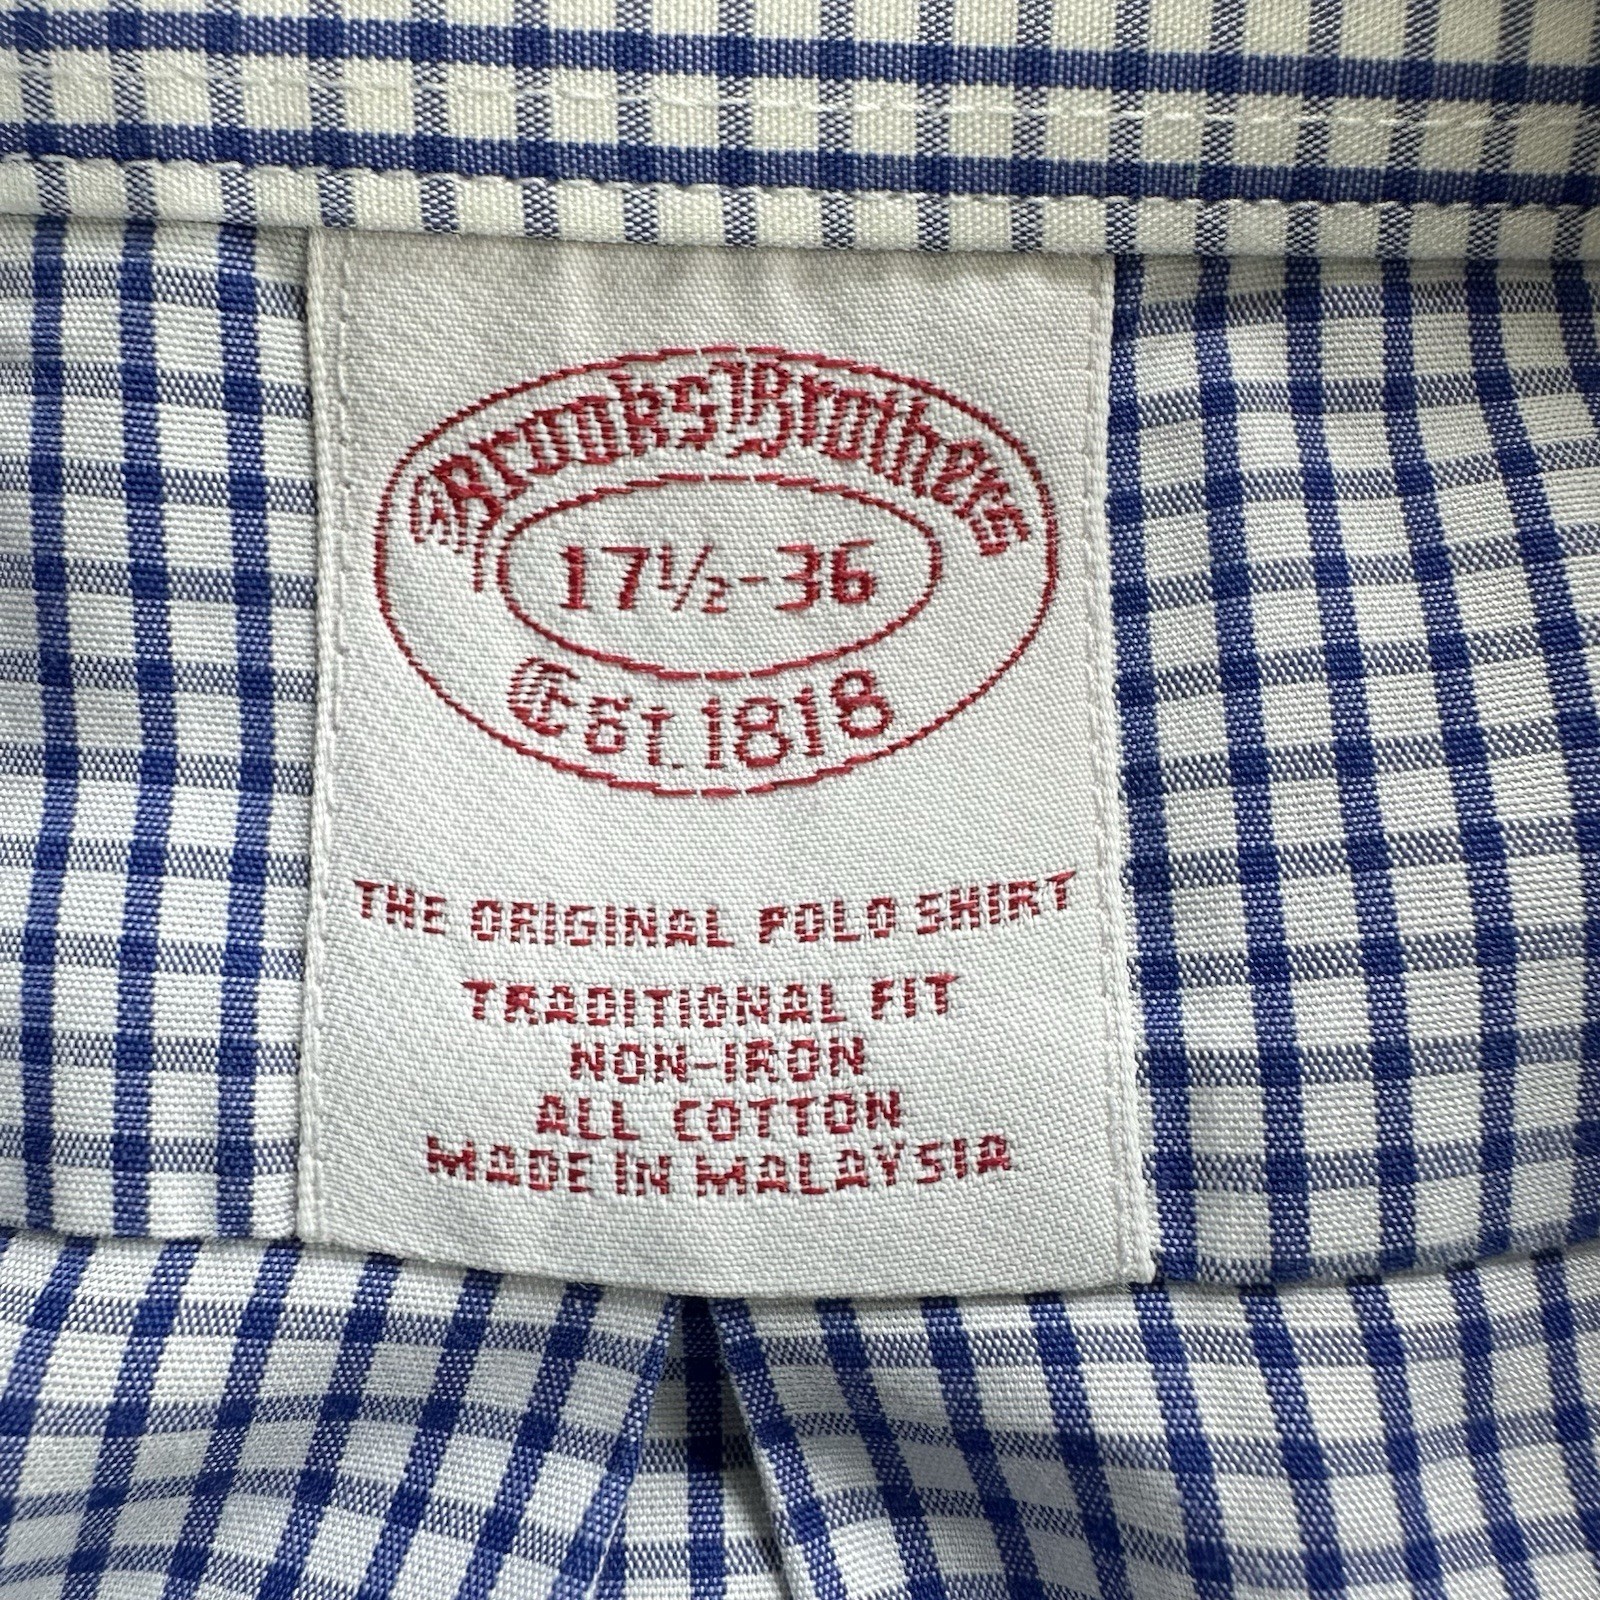 Brooks Brothers
17½-36
Est. 1818
THE ORIGINAL POLO SHIRT
TRADITIONAL FIT
NON-IRON
ALL COTTON
MADE IN MALAYSIA